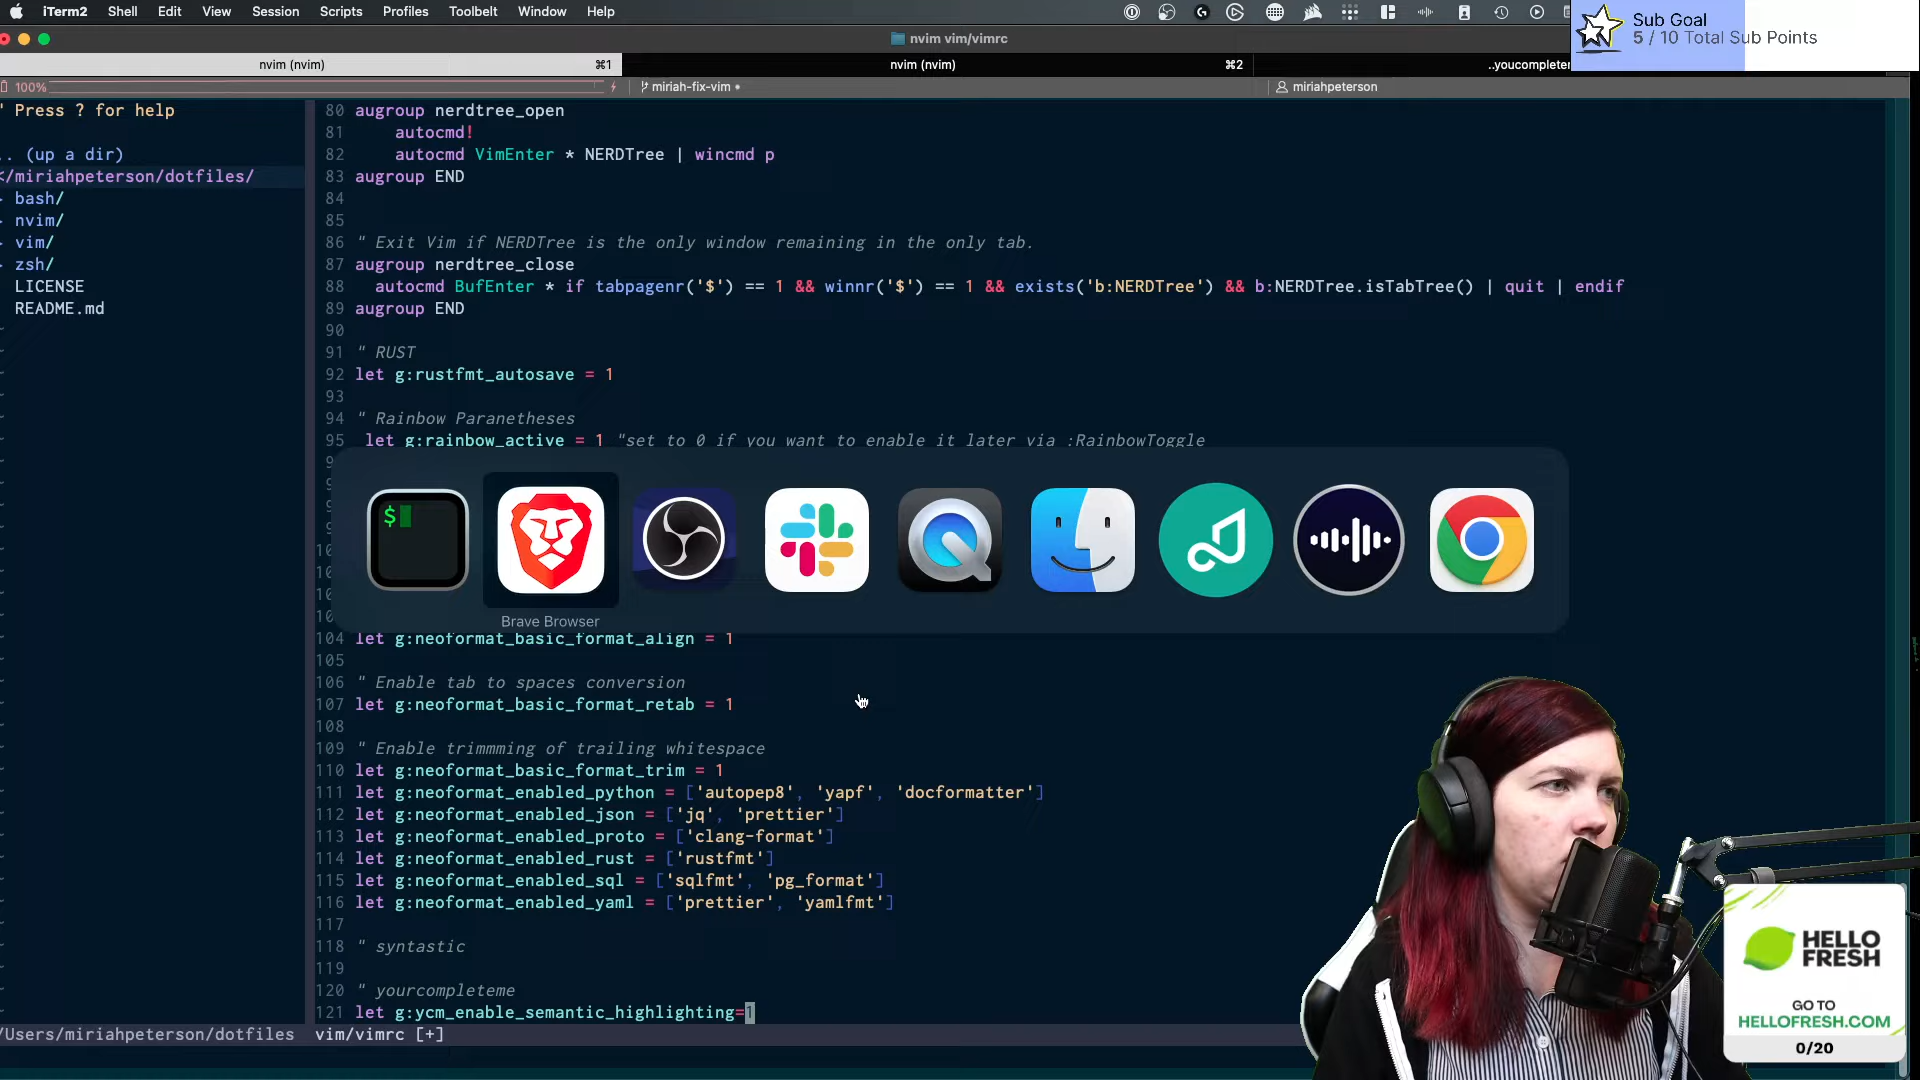 iTerm2 Shell Edit View Session Scripts Profiles Toolbelt Window Help
Sub Goal
5 / 10 Total Sub Points
nvim vim/vimrc
nvim (nvim) ⌘1 nvim (nvim) ⌘2 ..youcompleter
100% miriah-fix-vim • miriahpeterson
" Press ? for help
.. (up a dir)
</miriahpeterson/dotfiles/
bash/
nvim/
vim/
zsh/
LICENSE
README.md
80 augroup nerdtree_open
81 autocmd!
82 autocmd VimEnter * NERDTree | wincmd p
83 augroup END
84
85
86 " Exit Vim if NERDTree is the only window remaining in the only tab.
87 augroup nerdtree_close
88 autocmd BufEnter * if tabpagenr('$') == 1 && winnr('$') == 1 && exists('b:NERDTree') && b:NERDTree.isTabTree() | quit | endif
89 augroup END
90
91 " RUST
92 let g:rustfmt_autosave = 1
93
94 " Rainbow Paranetheses
95 let g:rainbow_active = 1 "set to 0 if you want to enable it later via :RainbowToggle
$
Brave Browser
104 let g:neoformat_basic_format_align = 1
105
106 " Enable tab to spaces conversion
107 let g:neoformat_basic_format_retab = 1
108
109 " Enable trimmming of trailing whitespace
110 let g:neoformat_basic_format_trim = 1
111 let g:neoformat_enabled_python = ['autopep8', 'yapf', 'docformatter']
112 let g:neoformat_enabled_json = ['jq', 'prettier']
113 let g:neoformat_enabled_proto = ['clang-format']
114 let g:neoformat_enabled_rust = ['rustfmt']
115 let g:neoformat_enabled_sql = ['sqlfmt', 'pg_format']
116 let g:neoformat_enabled_yaml = ['prettier', 'yamlfmt']
117
118 " syntastic
119
120 " yourcompleteme
121 let g:ycm_enable_semantic_highlighting=1
/Users/miriahpeterson/dotfiles vim/vimrc [+]
HELLO
FRESH
GO TO
HELLOFRESH.COM
0/20